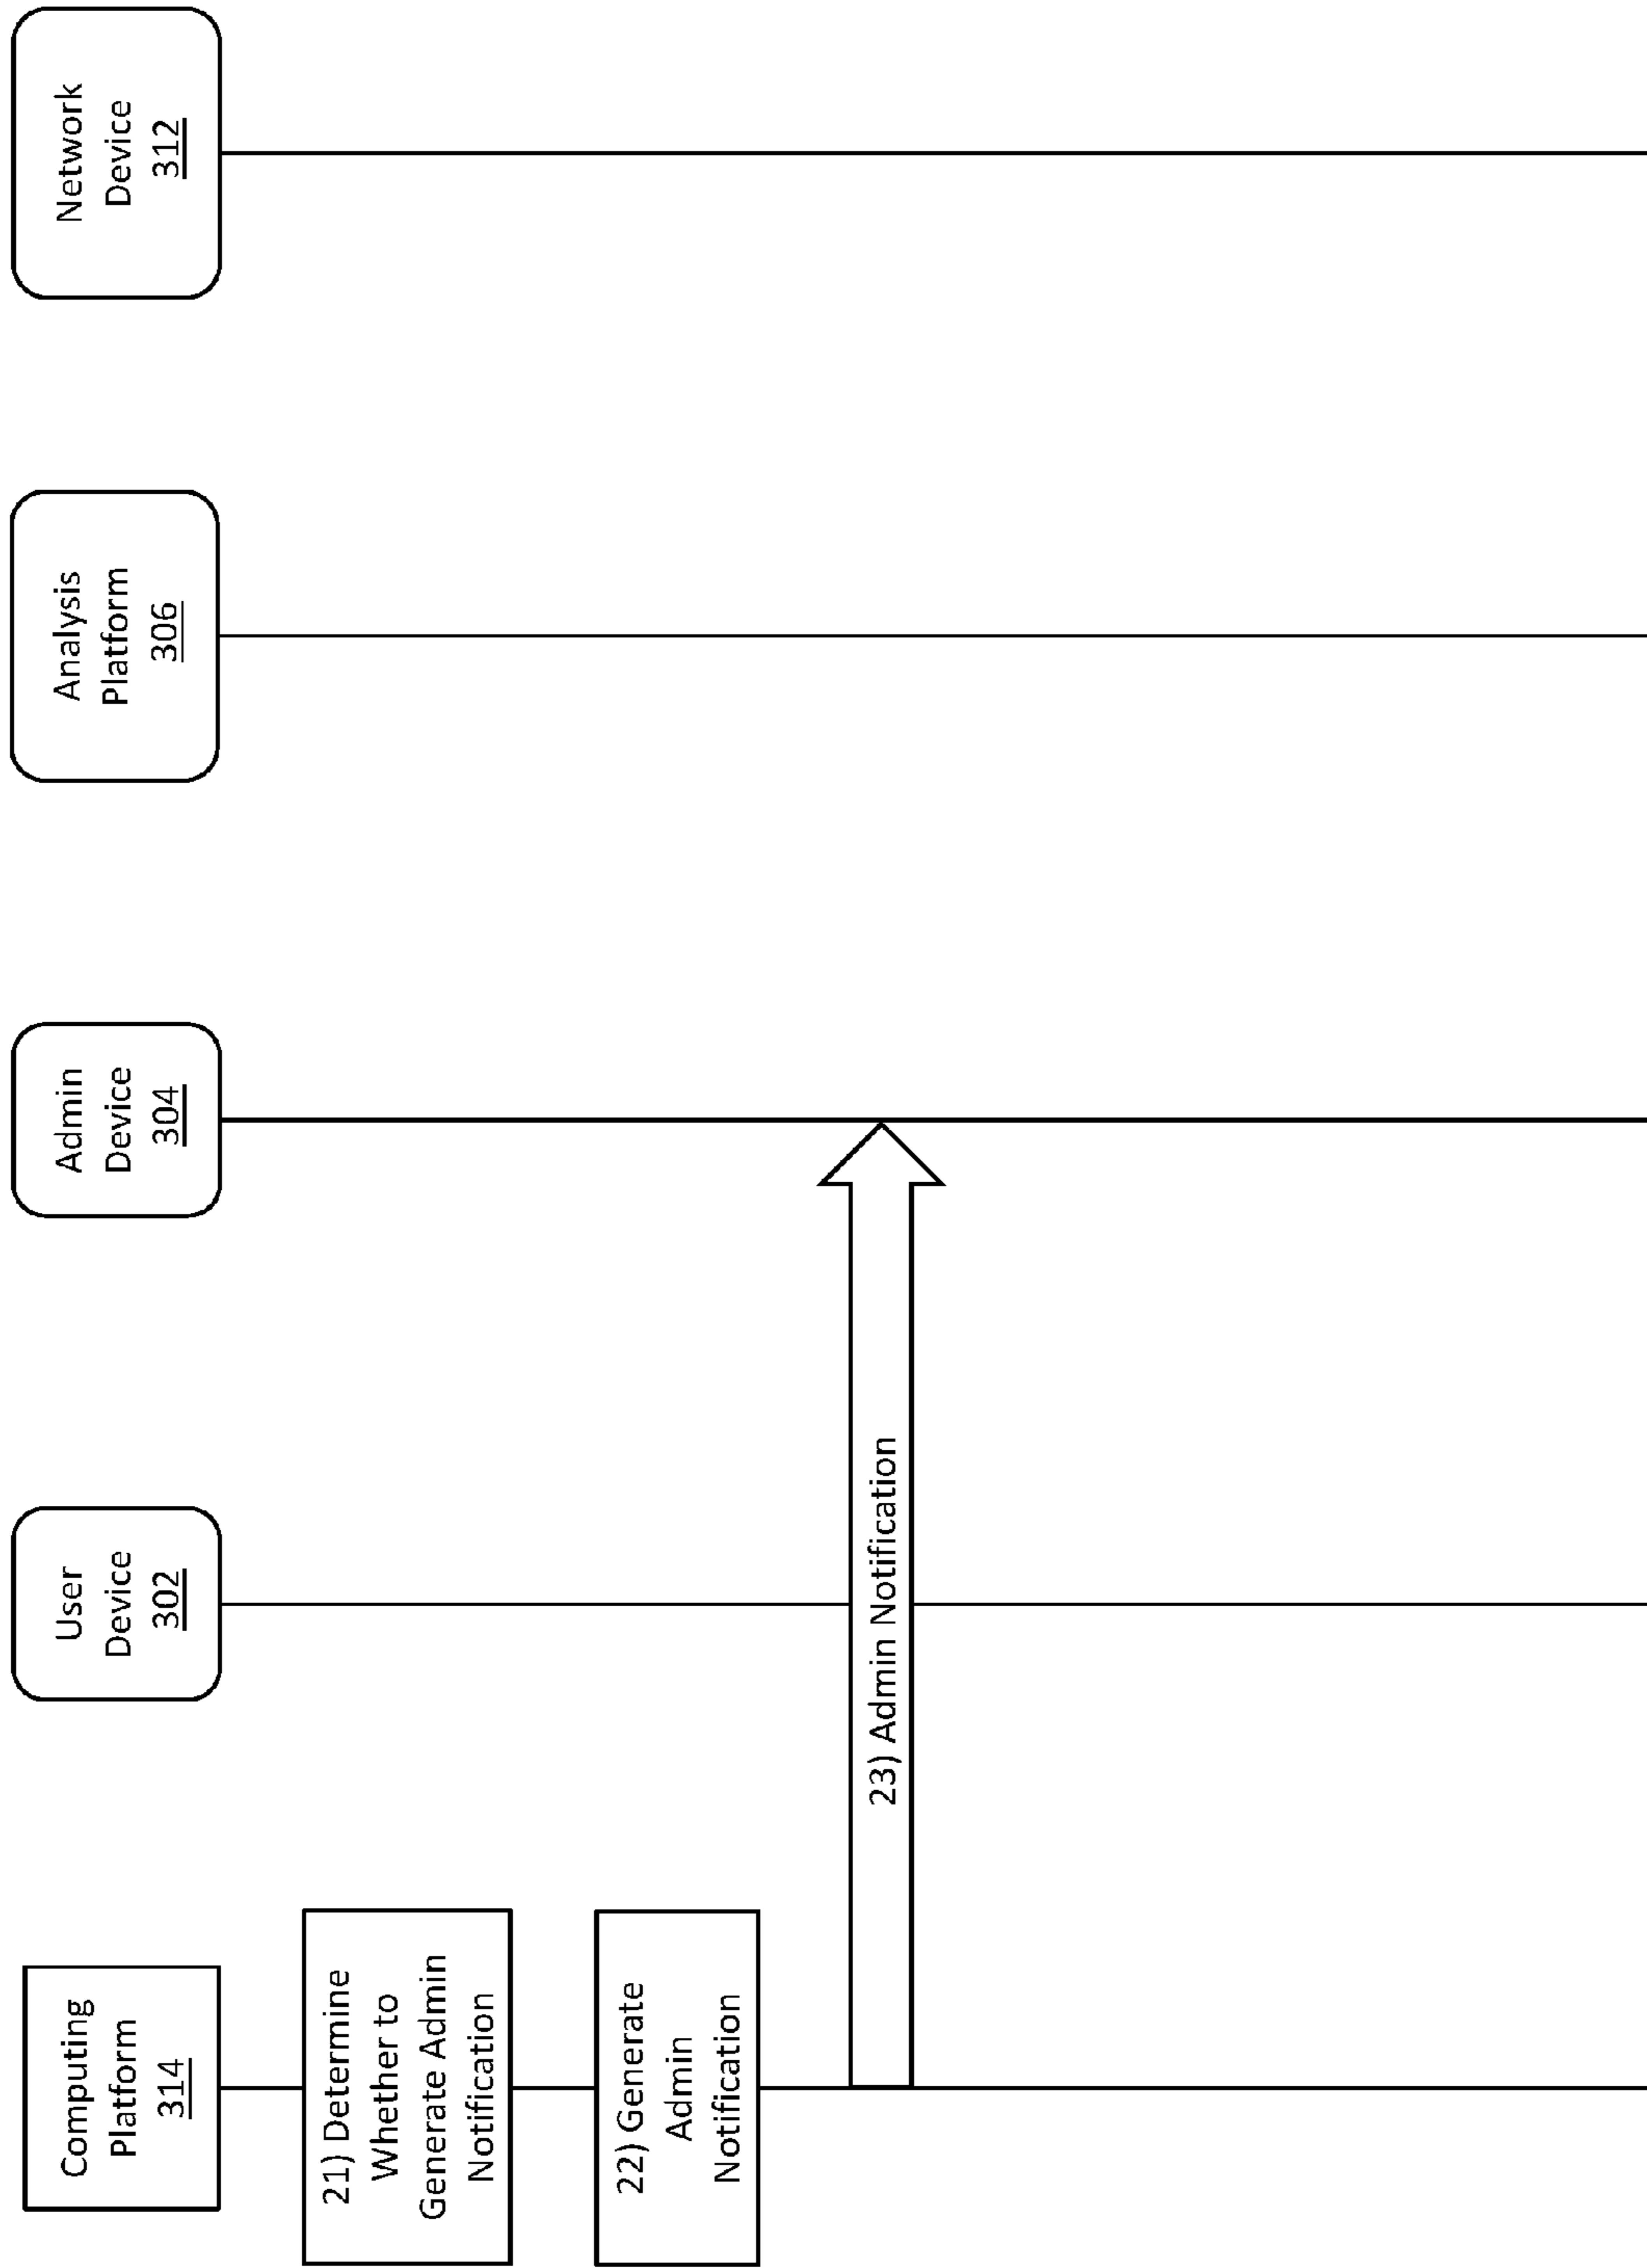 Computing
Platform
314
User
Device
302
Admin
Device
304
Analysis
Platform
306
Network
Device
312
21) Determine
Whether to
Generate Admin
Notification
22) Generate
Admin
Notification
23) Admin Notification